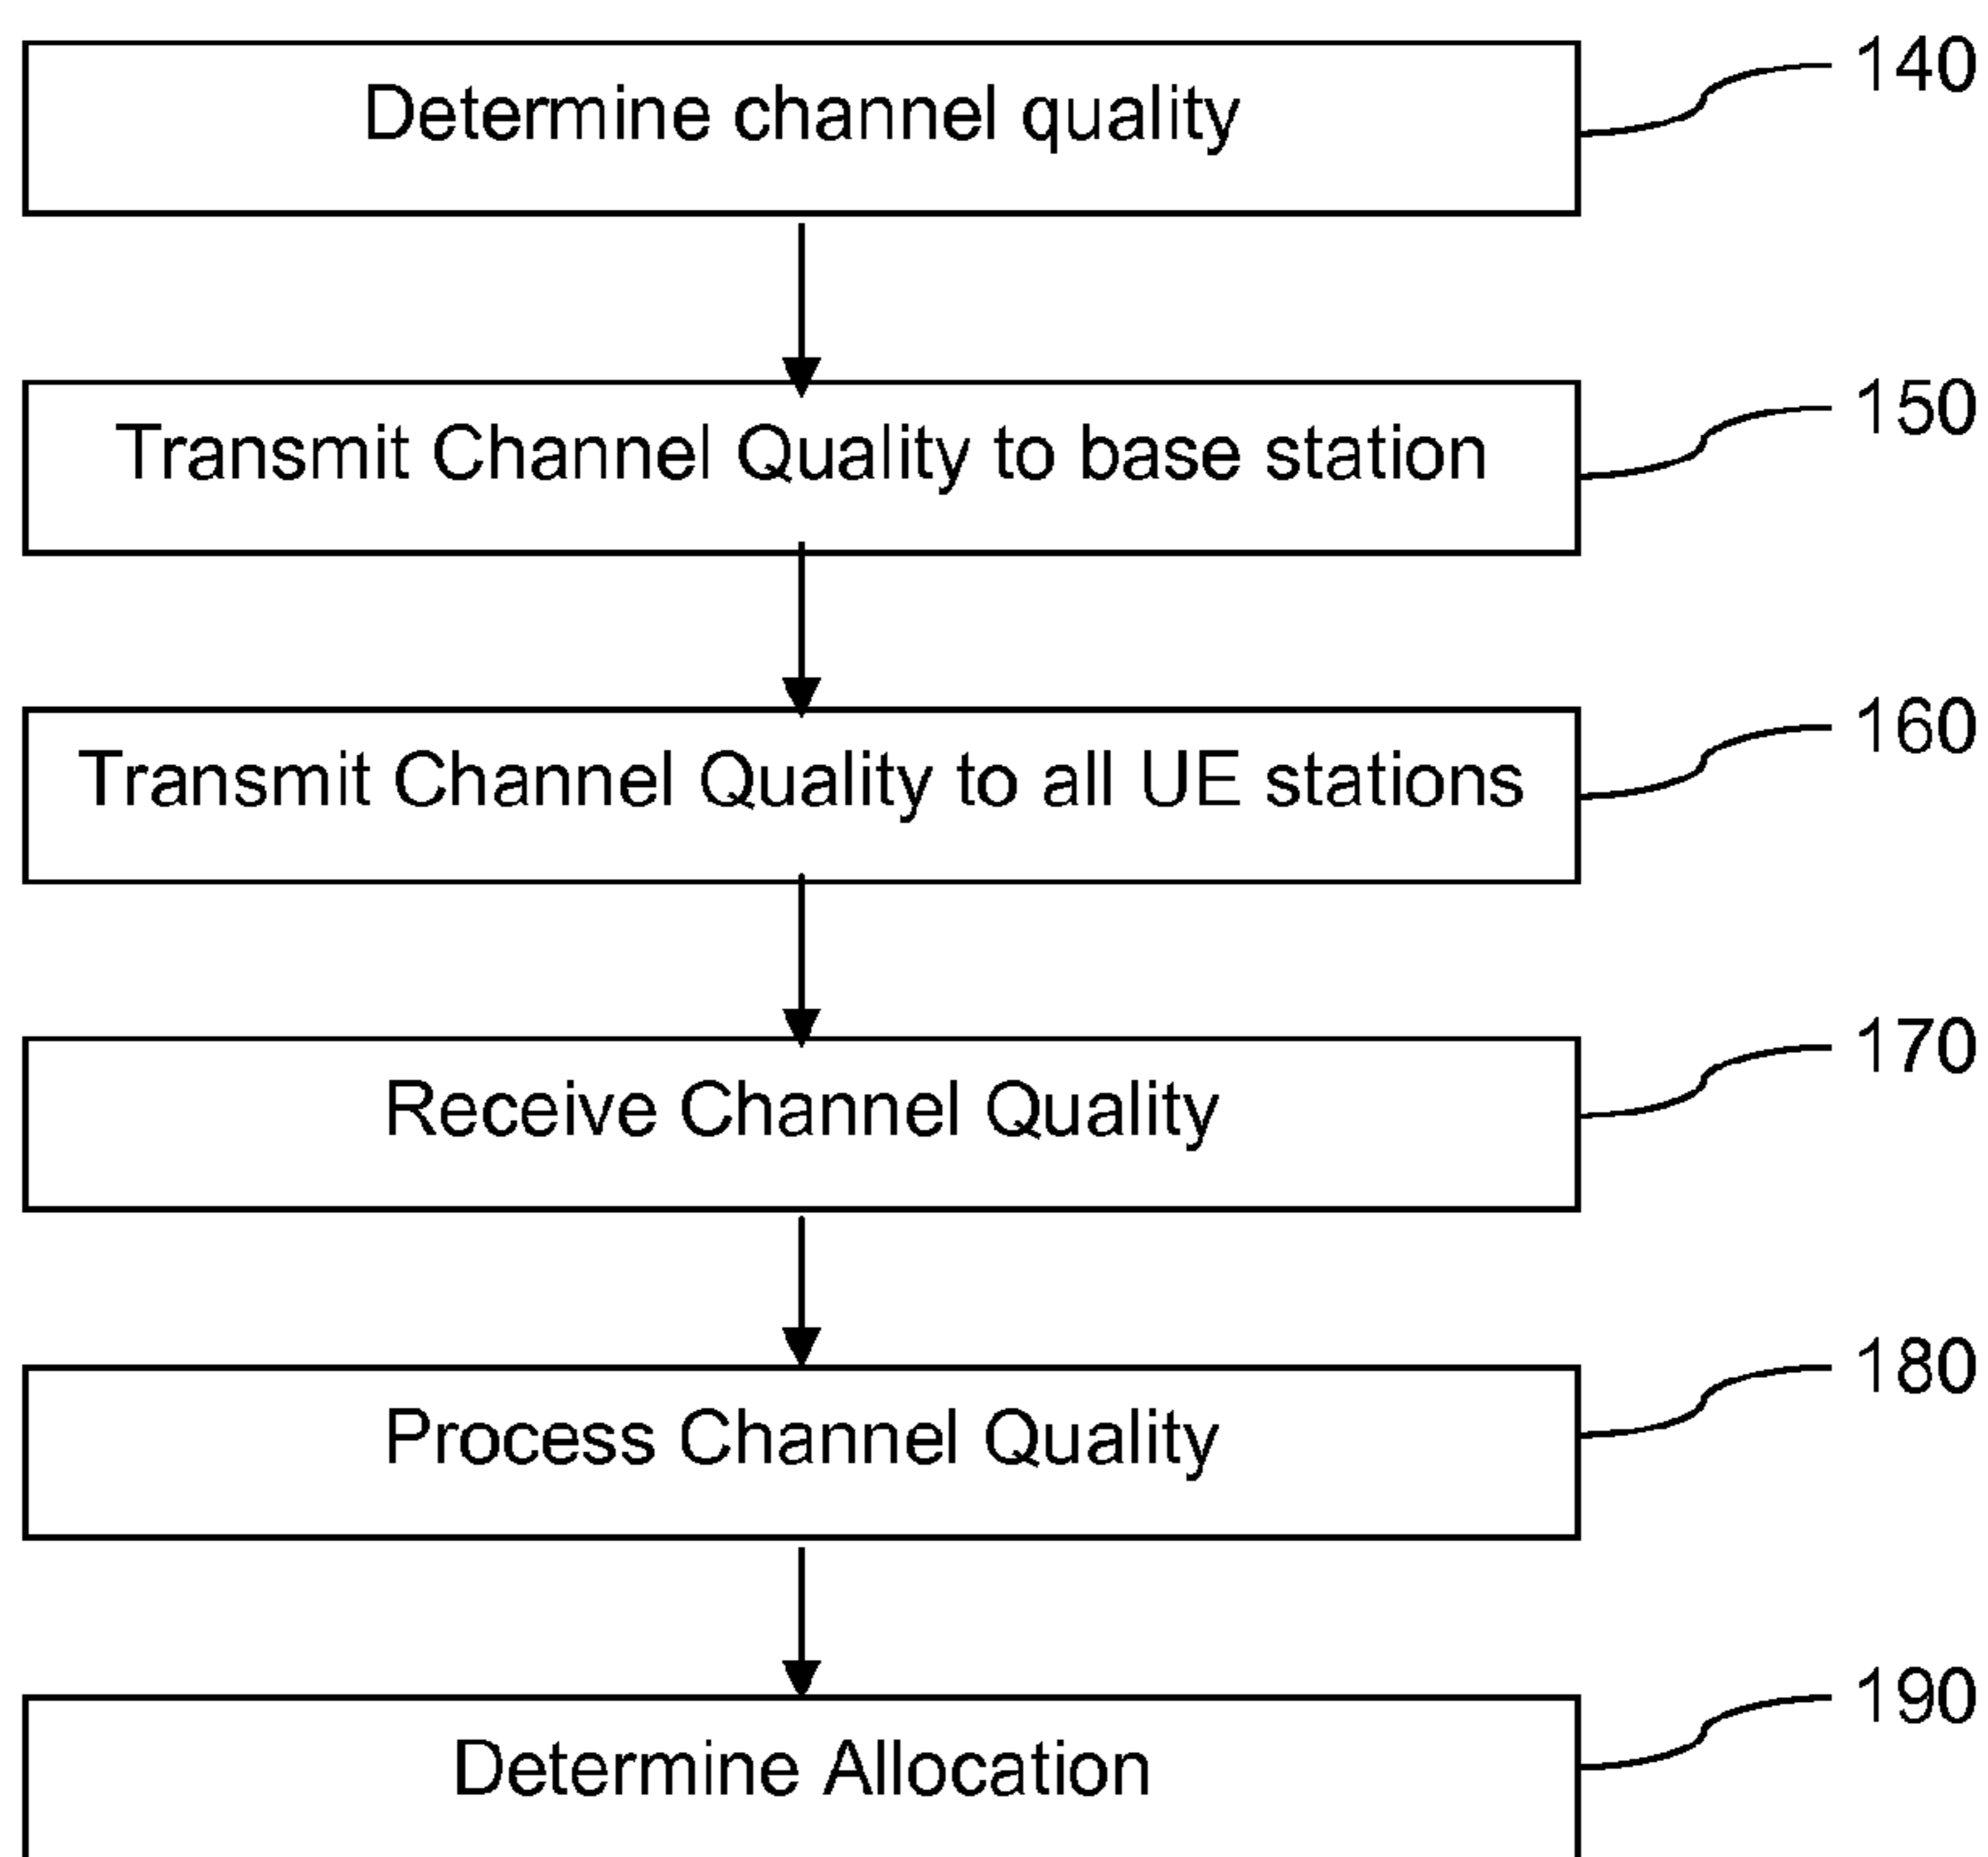 Determine channel quality
140
Transmit Channel Quality to base station
150
Transmit Channel Quality to all UE stations
160
Receive Channel Quality
170
Process Channel Quality
180
Determine Allocation
190